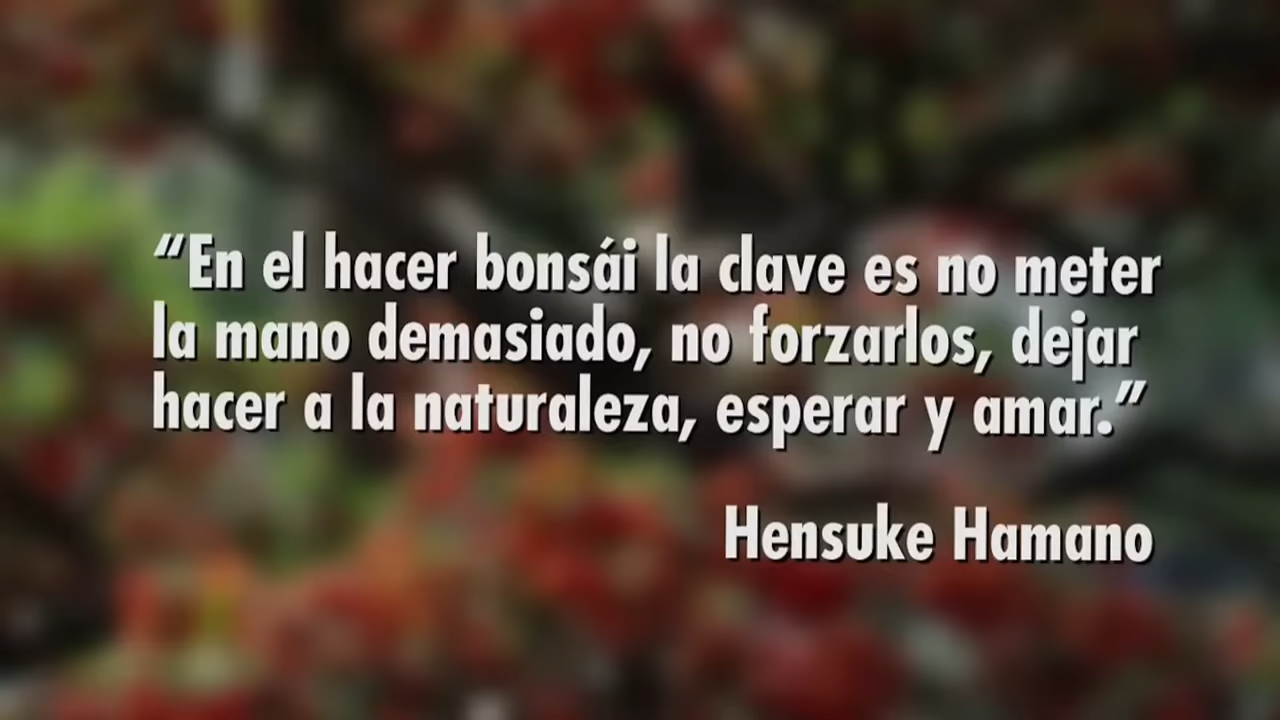 “En el hacer bonsái la clave es no meter
la mano demasiado, no forzarlos, dejar
hacer a la naturaleza, esperar y amar.”
Hensuke Hamano